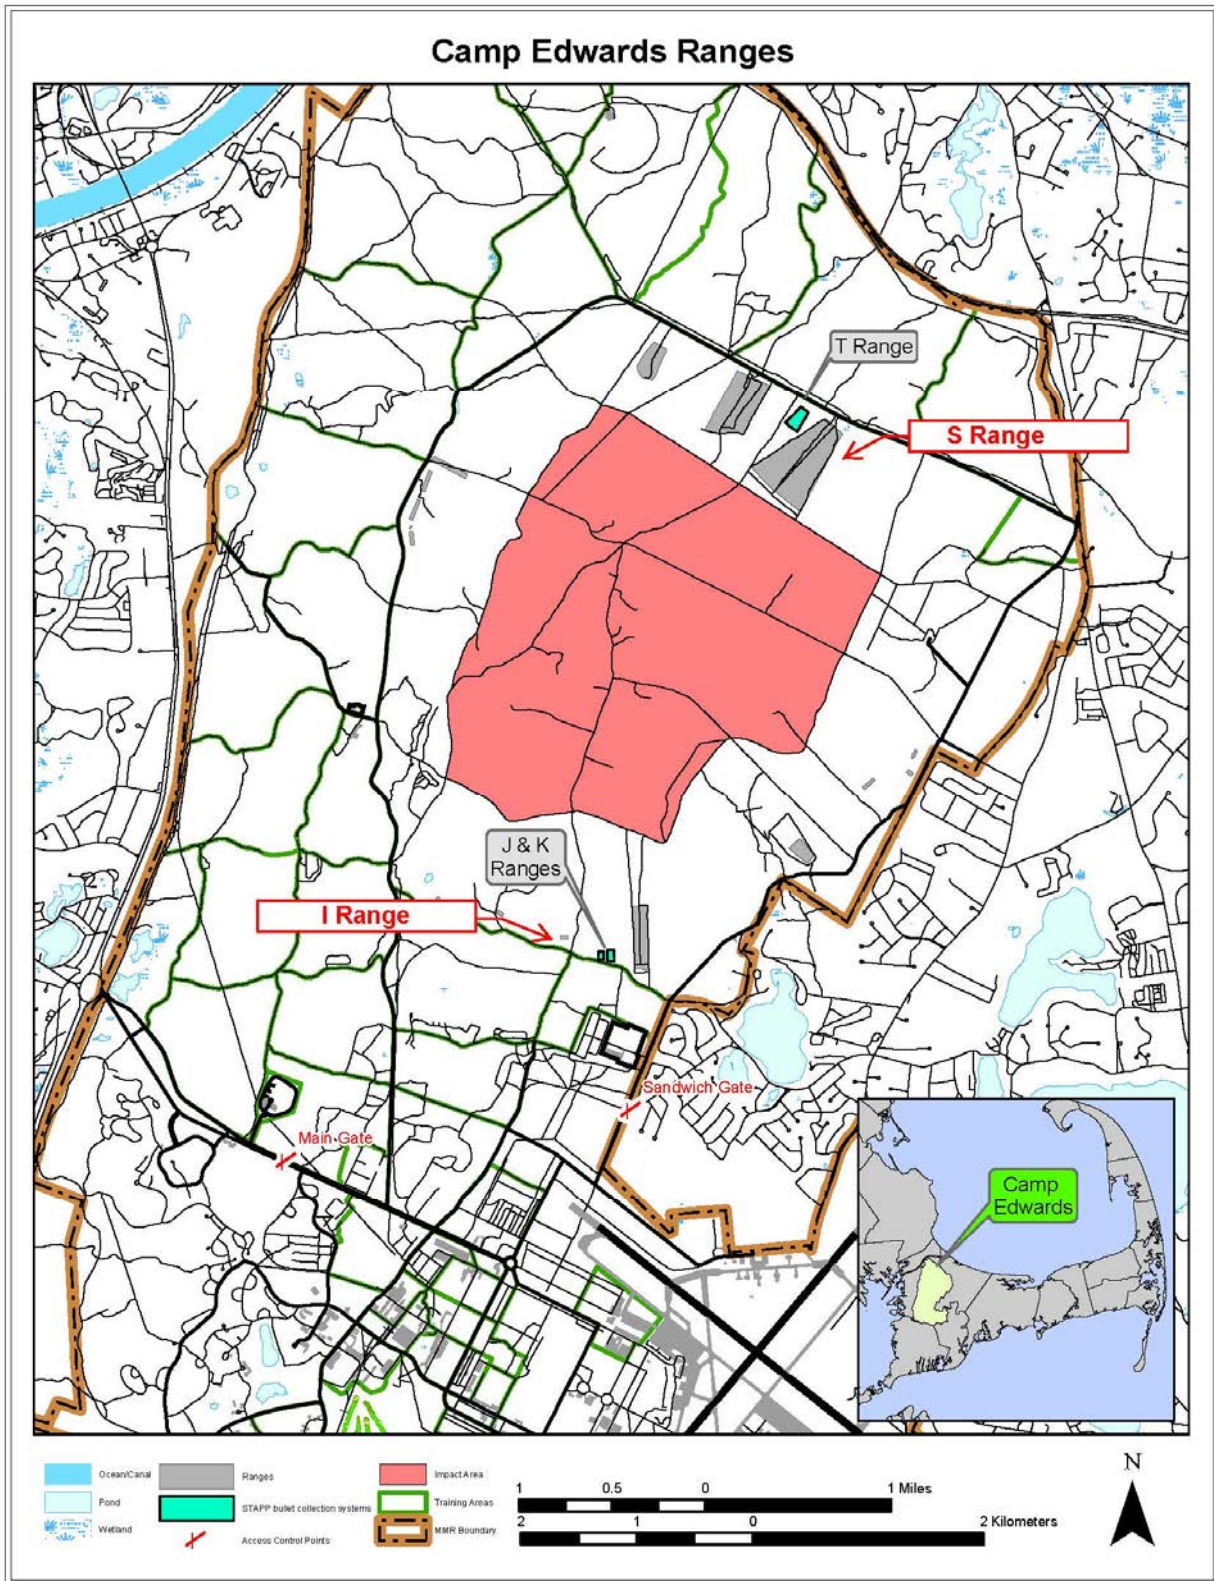 Camp Edwards Ranges
T Range
S Range
J & K
Ranges
I Range
Sandwich Gate
Main Gate
Camp
Edwards
Ocean/Canal
Pond
Wetland
Ranges
STAPP bullet collection systems
Access Control Points
Impact Area
Training Areas
MMR Boundary
1 0.5 0 1 Miles
2 1 0 2 Kilometers
N